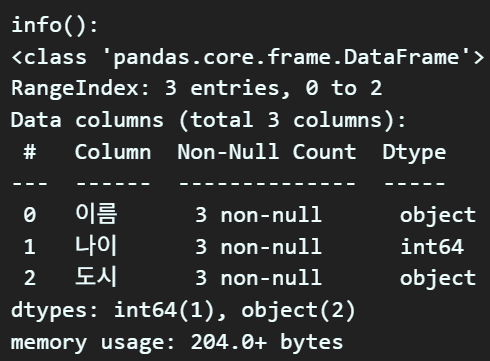 info():
<class 'pandas.core.frame.DataFrame'>
RangeIndex: 3 entries, 0 to 2
Data columns (total 3 columns):
 #   Column  Non-Null Count  Dtype
---  ------  --------------  -----
 0   이름      3 non-null      object
 1   나이      3 non-null      int64
 2   도시      3 non-null      object
dtypes: int64(1), object(2)
memory usage: 204.0+ bytes